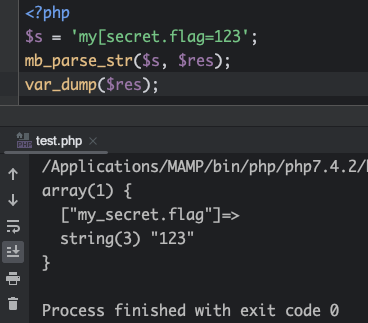 <?php
$s = 'my[secret.flag=123';
mb_parse_str($s, $res);
var_dump($res);
test.php ×
/Applications/MAMP/bin/php/php7.4.2/
array(1) {
["my_secret.flag"]=>
string(3) "123"
}
Process finished with exit code 0